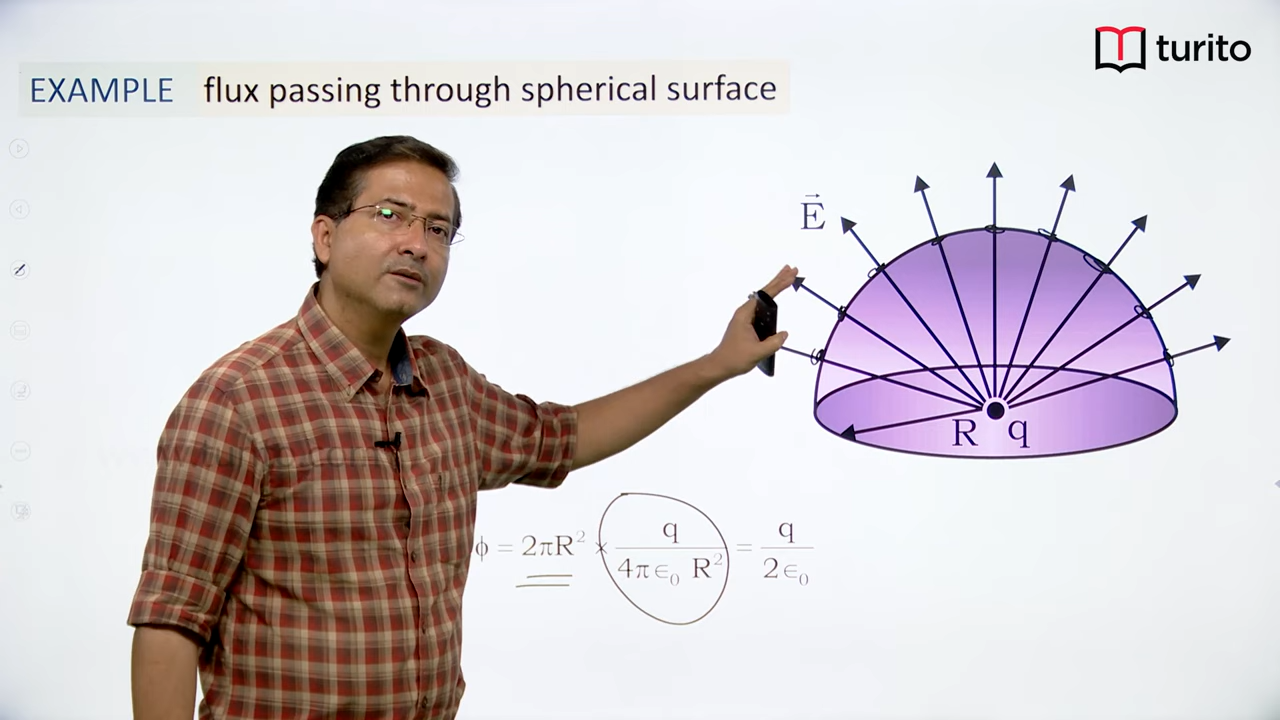 turito
EXAMPLE flux passing through spherical surface
E⃗
R q
ϕ = 2πR² × q / 4π∈₀ R² = q / 2∈₀